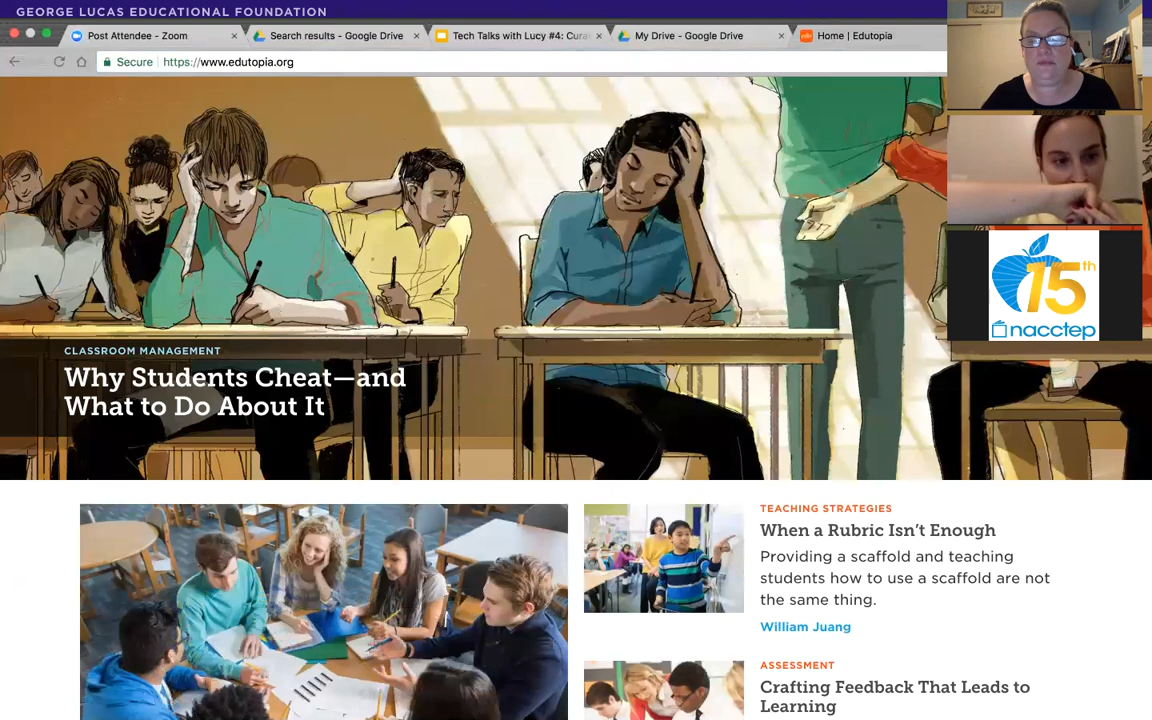 GEORGE LUCAS EDUCATIONAL FOUNDATION
Post Attendee - Zoom
Search results - Google Drive
Tech Talks with Lucy #4: Cura
My Drive - Google Drive
Home | Edutopia
Secure https://www.edutopia.org
15th
nacctep
CLASSROOM MANAGEMENT
Why Students Cheat—and
What to Do About It
TEACHING STRATEGIES
When a Rubric Isn't Enough
Providing a scaffold and teaching
students how to use a scaffold are not
the same thing.
William Juang
ASSESSMENT
Crafting Feedback That Leads to
Learning